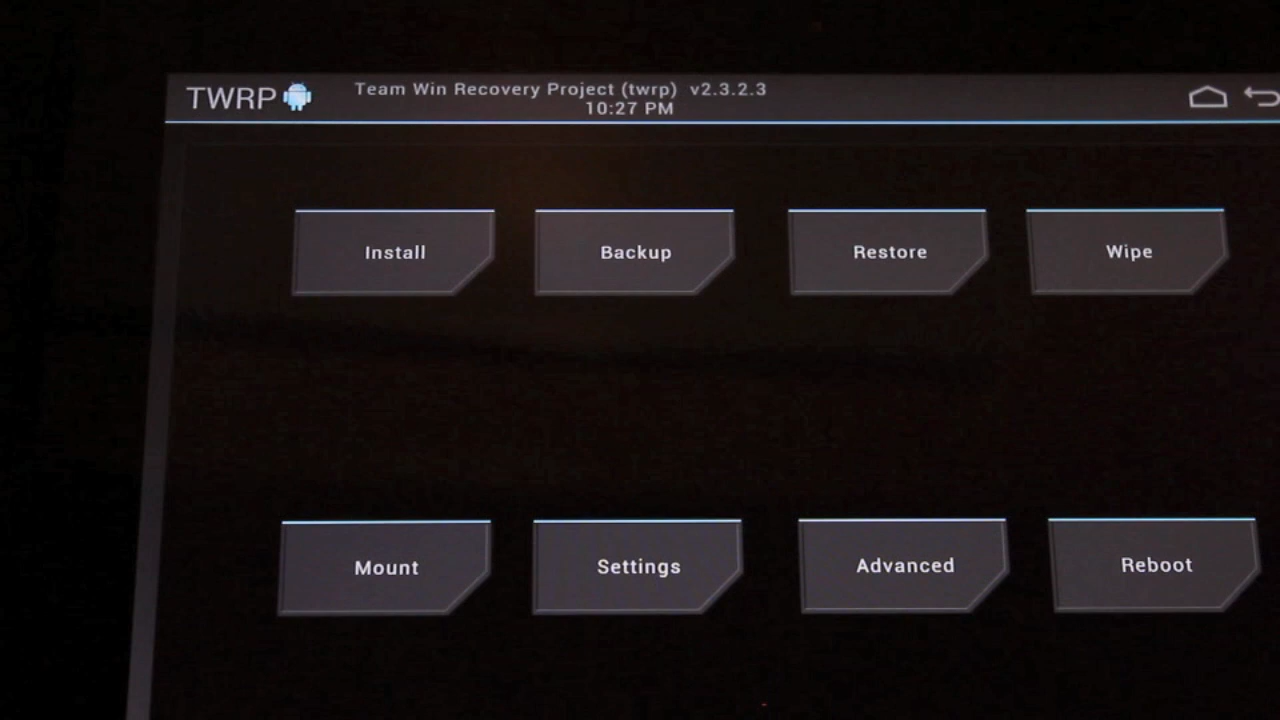 TWRP
Team Win Recovery Project (twrp) v2.3.2.3
10:27 PM
Install
Backup
Restore
Wipe
Mount
Settings
Advanced
Reboot